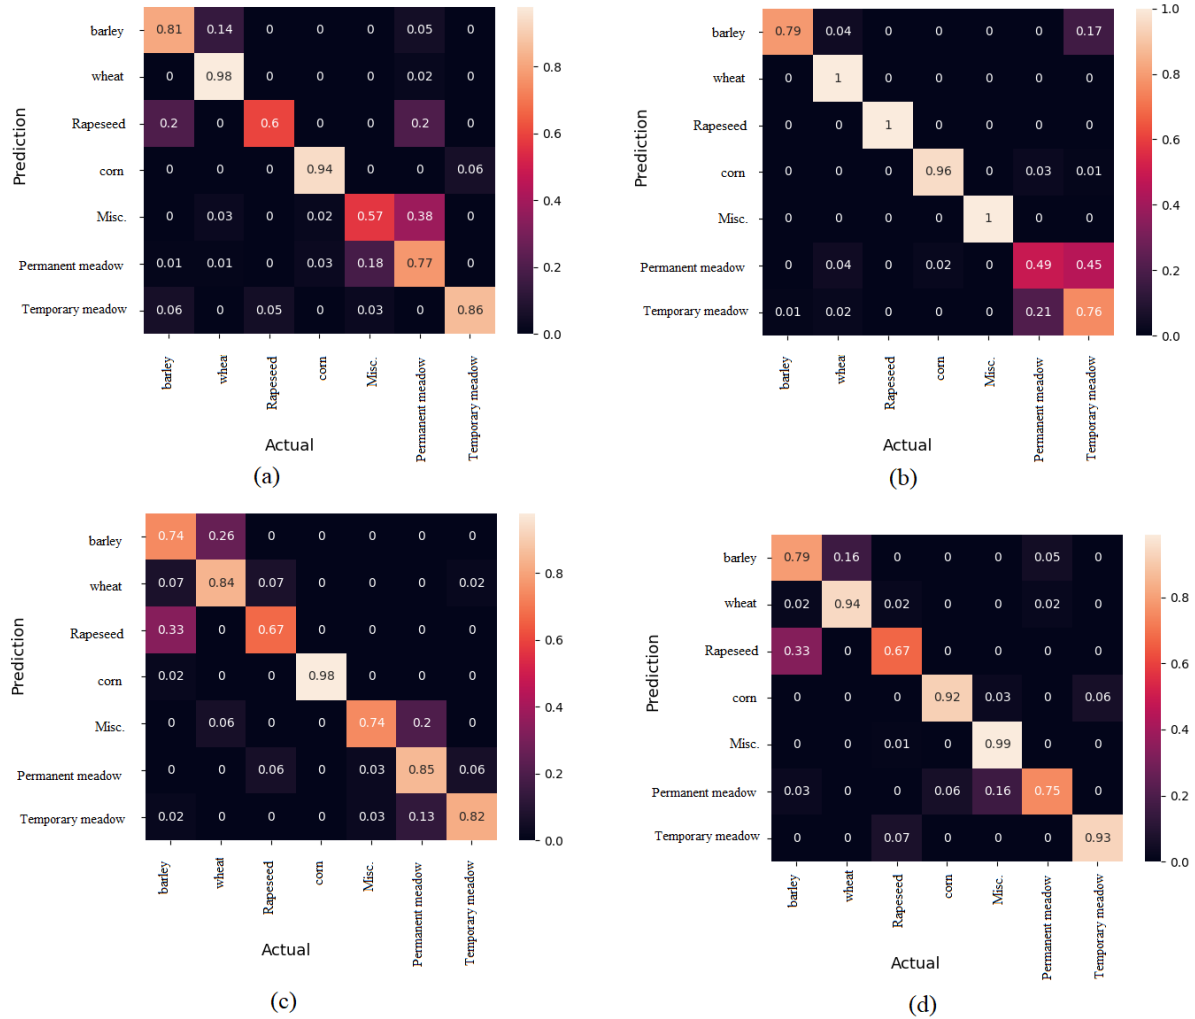 barley 0.81 0.14 0 0 0 0.05 0
wheat 0 0.98 0 0 0 0.02 0
Rapeseed 0.2 0 0.6 0 0 0.2 0
corn 0 0 0 0.94 0 0 0.06
Misc. 0 0.03 0 0.02 0.57 0.38 0
Permanent meadow 0.01 0.01 0 0.03 0.18 0.77 0
Temporary meadow 0.06 0 0.05 0 0.03 0 0.86
Prediction
barley whea Rapeseed corn Misc. Permanent meadow Temporary meadow
Actual
0.8
0.6
0.4
0.2
0.0
(a)
barley 0.79 0.04 0 0 0 0 0.17
wheat 0 1 0 0 0 0 0
Rapeseed 0 0 1 0 0 0 0
corn 0 0 0 0.96 0 0.03 0.01
Misc. 0 0 0 0 1 0 0
Permanent meadow 0 0.04 0 0.02 0 0.49 0.45
Temporary meadow 0.01 0.02 0 0 0 0.21 0.76
Prediction
barley whea Rapeseed corn Misc. Permanent meadow Temporary meadow
Actual
1.0
0.8
0.6
0.4
0.2
0.0
(b)
barley 0.74 0.26 0 0 0 0 0
wheat 0.07 0.84 0.07 0 0 0 0.02
Rapeseed 0.33 0 0.67 0 0 0 0
corn 0.02 0 0 0.98 0 0 0
Misc. 0 0.06 0 0 0.74 0.2 0
Permanent meadow 0 0 0.06 0 0.03 0.85 0.06
Temporary meadow 0.02 0 0 0 0.03 0.13 0.82
Prediction
barley wheat Rapeseed corn Misc. Permanent meadow Temporary meadow
Actual
0.8
0.6
0.4
0.2
0.0
(c)
barley 0.79 0.16 0 0 0 0.05 0
wheat 0.02 0.94 0.02 0 0 0.02 0
Rapeseed 0.33 0 0.67 0 0 0 0
corn 0 0 0 0.92 0.03 0 0.06
Misc. 0 0 0.01 0 0.99 0 0
Permanent meadow 0.03 0 0 0.06 0.16 0.75 0
Temporary meadow 0 0 0.07 0 0 0 0.93
Prediction
barley wheat Rapeseed corn Misc. Permanent meadow Temporary meadow
Actual
0.8
0.6
0.4
0.2
0.0
(d)